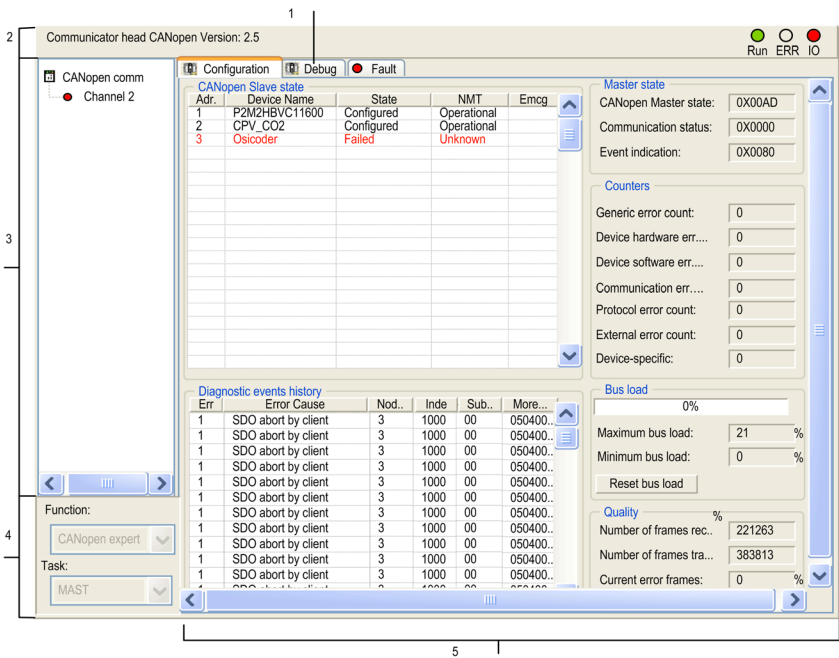 1
2
Communicator head CANopen Version: 2.5
Run ERR IO
CANopen comm
Channel 2
Configuration Debug Fault
CANopen Slave state
Adr. Device Name State NMT Emcg
1 P2M2HBVC11600 Configured Operational
2 CPV_CO2 Configured Operational
3 Osicoder Failed Unknown
Master state
CANopen Master state: 0X00AD
Communication status: 0X0000
Event indication: 0X0080
Counters
Generic error count: 0
Device hardware err.... 0
Device software err.... 0
Communication err.... 0
Protocol error count: 0
External error count: 0
Device-specific: 0
3
Diagnostic events history
Err Error Cause Nod.. Inde Sub.. More...
1 SDO abort by client 3 1000 00 050400..
1 SDO abort by client 3 1000 00 050400..
1 SDO abort by client 3 1000 00 050400..
1 SDO abort by client 3 1000 00 050400..
1 SDO abort by client 3 1000 00 050400..
1 SDO abort by client 3 1000 00 050400..
1 SDO abort by client 3 1000 00 050400..
1 SDO abort by client 3 1000 00 050400..
1 SDO abort by client 3 1000 00 050400..
1 SDO abort by client 3 1000 00 050400..
1 SDO abort by client 3 1000 00 050400..
Bus load
0%
Maximum bus load: 21 %
Minimum bus load: 0 %
Reset bus load
Quality %
Number of frames rec.. 221263
Number of frames tra... 383813
Current error frames: 0 %
4
Function:
CANopen expert
Task:
MAST
5